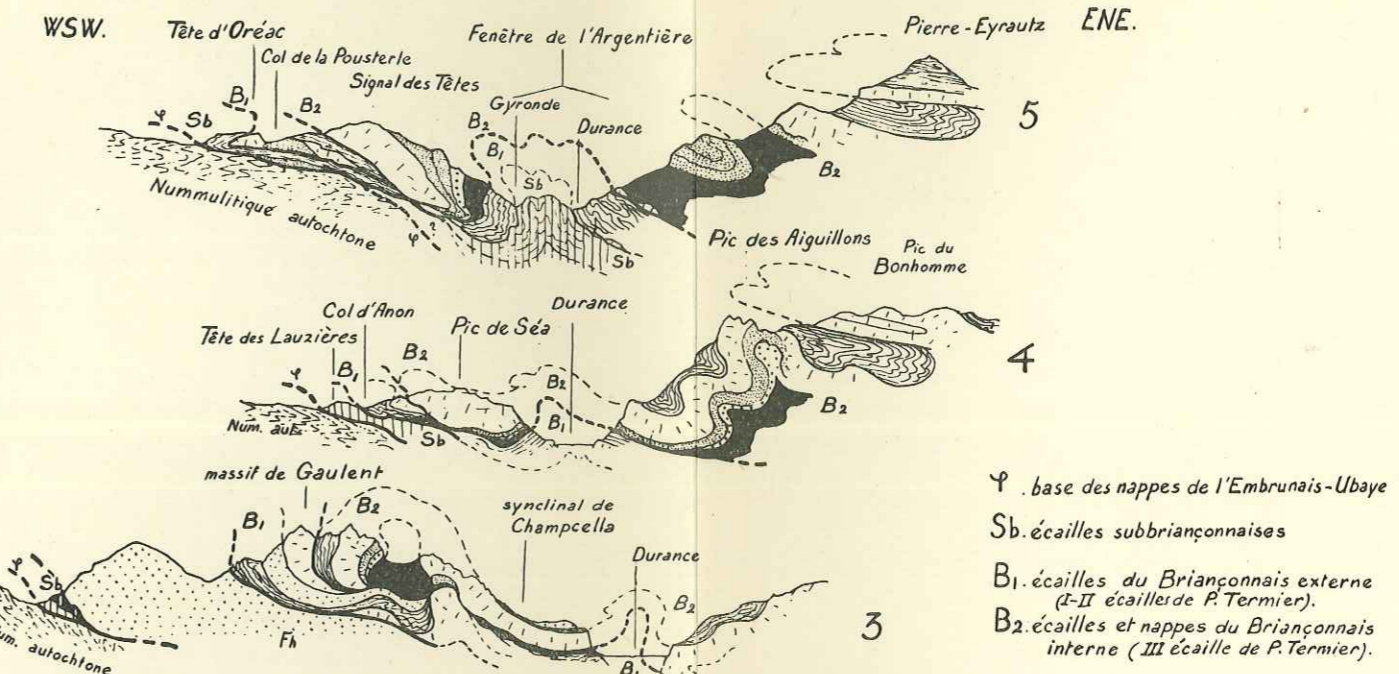 WSW.
Tête d'Oréac
Col de la Pousterle
Signal des Têtes
Fenêtre de l'Argentière
Gyronde
Durance
Pierre-Eyrautz
ENE.
φ
Sb
B1
B2
B2
B1
Sb
Sb
B2
5
φ
?
Nummulitique autochtone
Tête des Lauzières
Col d'Anon
Pic de Séa
Durance
Pic des Aiguillons
Pic du
Bonhomme
φ
B1
B2
Sb
B2
B1
B2
4
Num. aut.
massif de Gaulent
synclinal de
Champcella
Durance
φ
Sb
B1
B2
B2
B1
Fh
3
Num. autochtone
φ. base des nappes de l'Embrunais-Ubaye
Sb. écailles subbriançonnaises
B1. écailles du Briançonnais externe
(I-II écailles de P. Termier).
B2. écailles et nappes du Briançonnais
interne (III écaille de P. Termier).